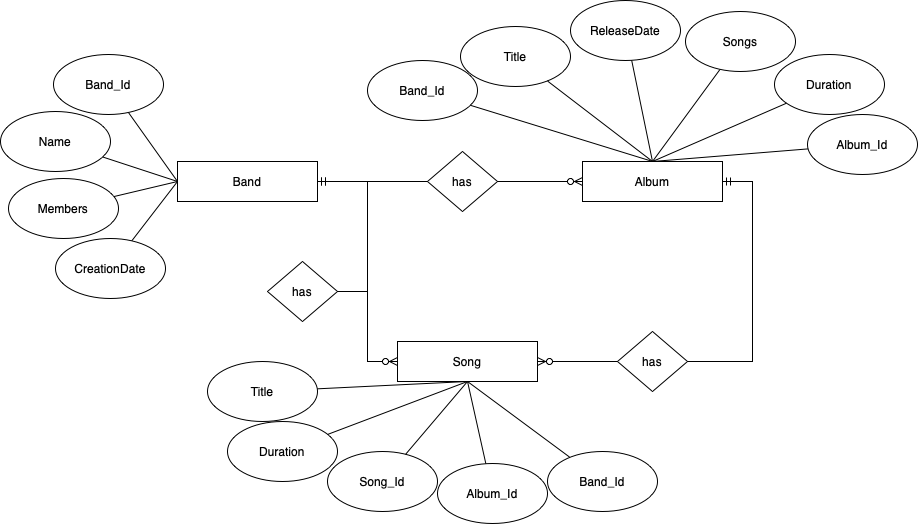 ReleaseDate
Songs
Title
Band_Id
Band_Id
Duration
Name
Album_Id
Band
has
Album
Members
CreationDate
has
Song
has
Title
Duration
Song_Id
Album_Id
Band_Id